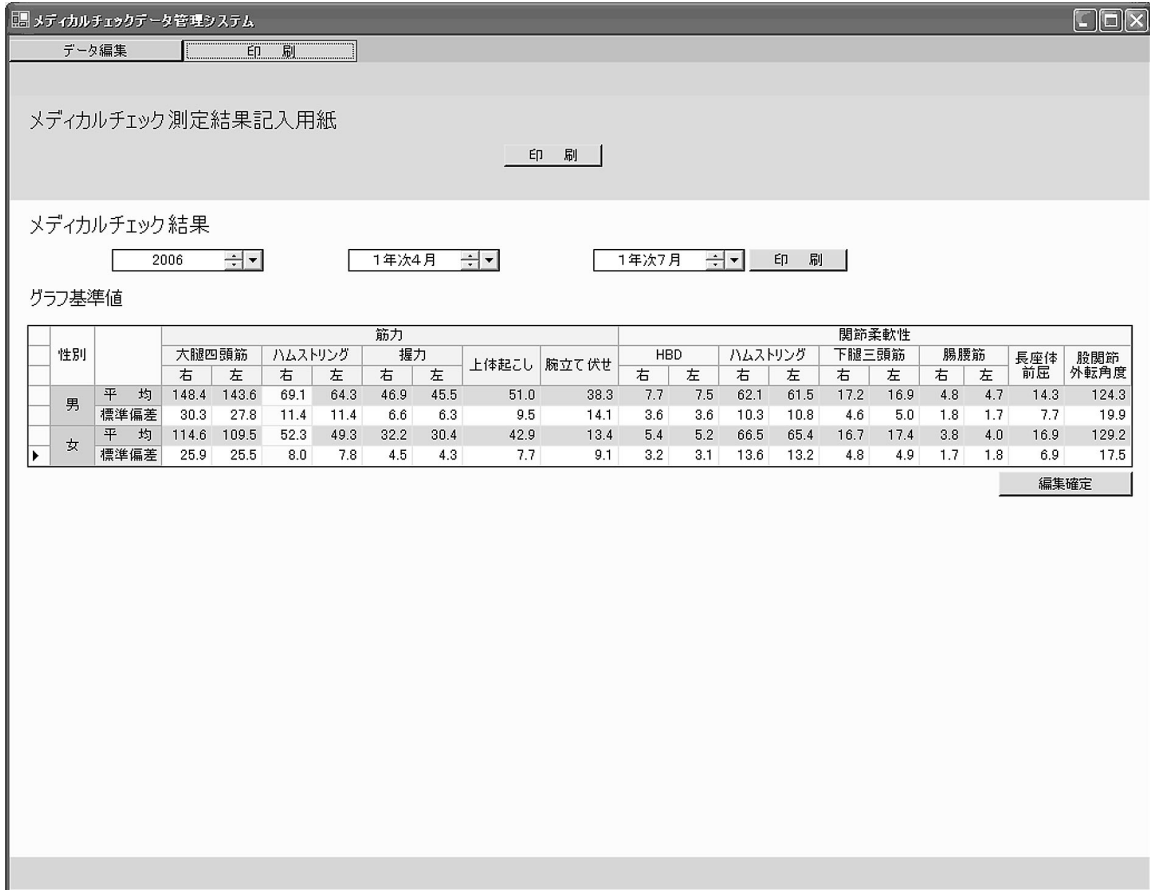 メディカルチェックデータ管理システム
データ編集 印　刷
メディカルチェック測定結果記入用紙
印　刷
メディカルチェック結果
2006 1年次4月 1年次7月 印　刷
グラフ基準値
筋力 関節柔軟性
性別 大腿四頭筋 ハムストリング 握力 上体起こし 腕立て伏せ HBD ハムストリング 下腿三頭筋 腸腰筋 長座体前屈 股関節外転角度
右 左 右 左 右 左 右 左 右 左 右 左 右 左
男 平　均 148.4 143.6 69.1 64.3 46.9 45.5 51.0 38.3 7.7 7.5 62.1 61.5 17.2 16.9 4.8 4.7 14.3 124.3
標準偏差 30.3 27.8 11.4 11.4 6.6 6.3 9.5 14.1 3.6 3.6 10.3 10.8 4.6 5.0 1.8 1.7 7.7 19.9
女 平　均 114.6 109.5 52.3 49.3 32.2 30.4 42.9 13.4 5.4 5.2 66.5 65.4 16.7 17.4 3.8 4.0 16.9 129.2
標準偏差 25.9 25.5 8.0 7.8 4.5 4.3 7.7 9.1 3.2 3.1 13.6 13.2 4.8 4.9 1.7 1.8 6.9 17.5
編集確定